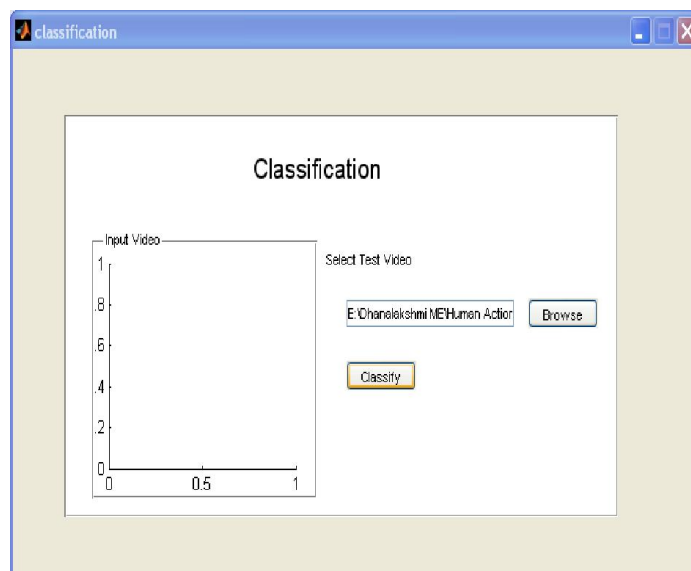 classification
Classification
Input Video
1
.8
.6
.4
.2
0
0 0.5 1
Select Test Video
E:\Dhanalakshmi ME\Human Action
Browse
Classify